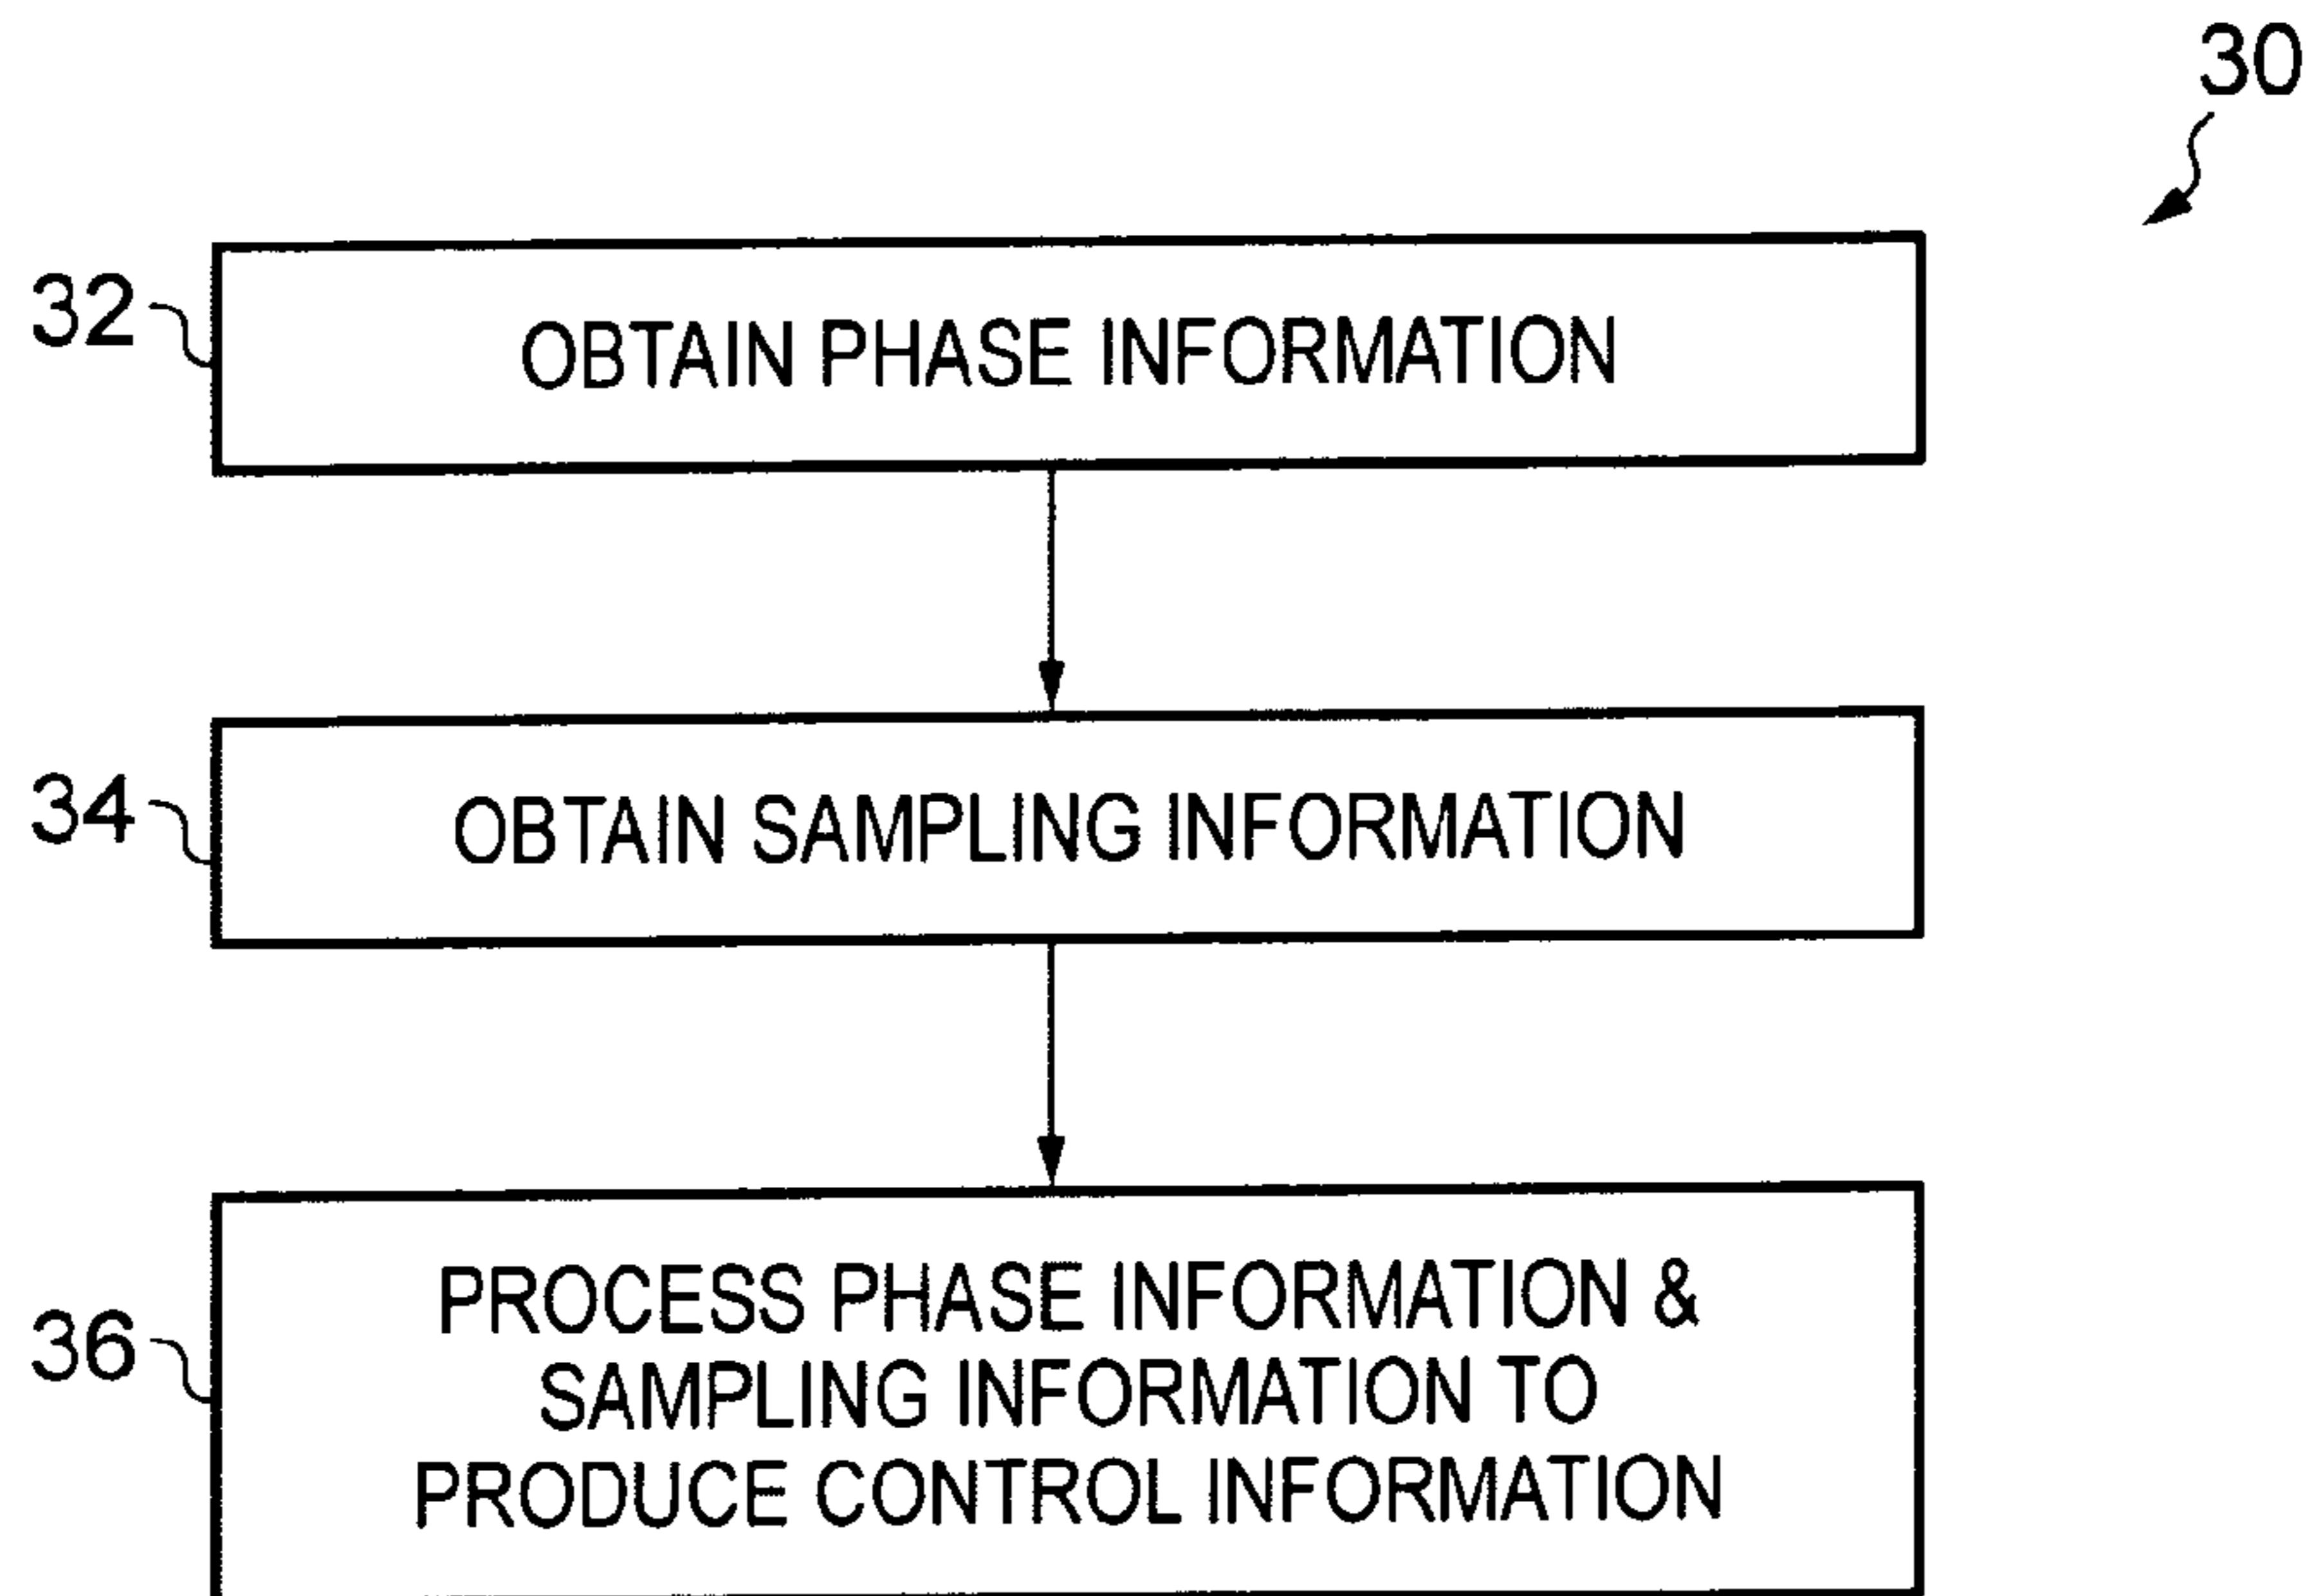 30
32
OBTAIN PHASE INFORMATION
34
OBTAIN SAMPLING INFORMATION
36
PROCESS PHASE INFORMATION &
SAMPLING INFORMATION TO
PRODUCE CONTROL INFORMATION